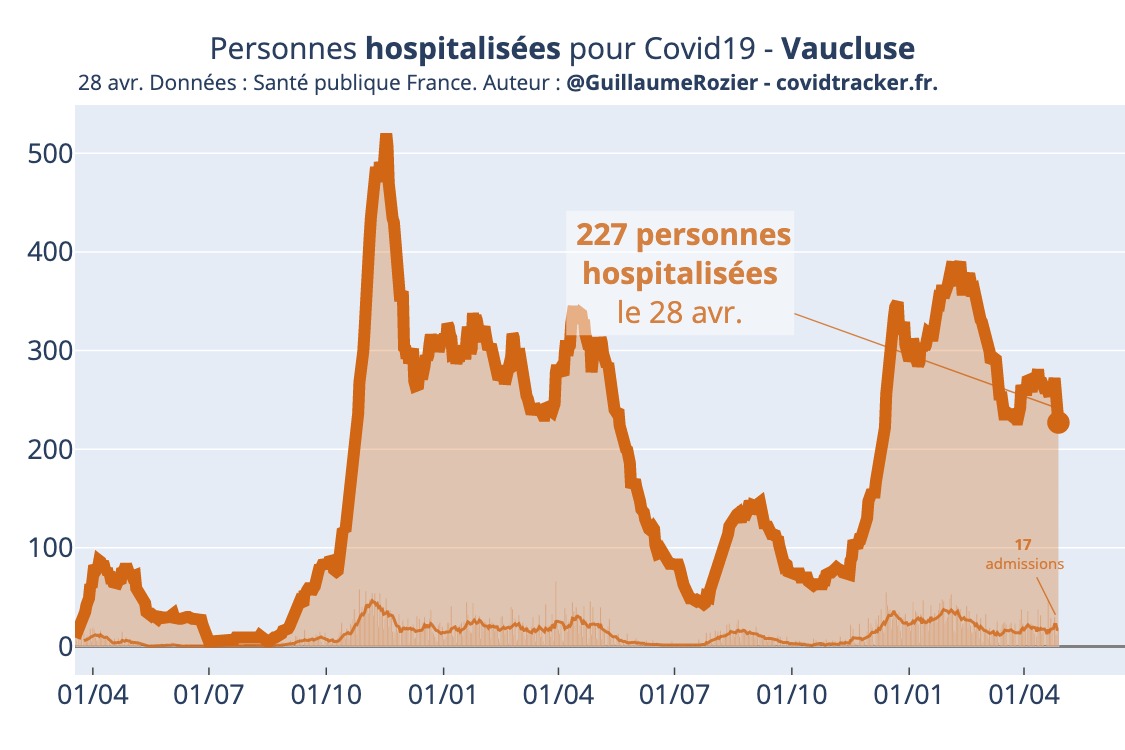 Personnes hospitalisées pour Covid19 - Vaucluse
28 avr. Données : Santé publique France. Auteur : @GuillaumeRozier - covidtracker.fr.
500
400
300
200
100
0
227 personnes
hospitalisées
le 28 avr.
17
admissions
01/04 01/07 01/10 01/01 01/04 01/07 01/10 01/01 01/04